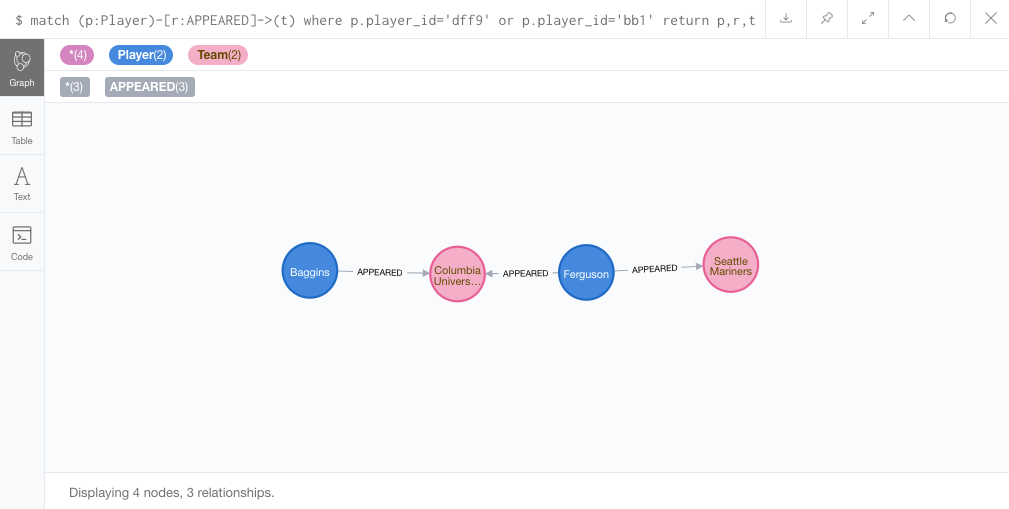 $ match (p:Player)-[r:APPEARED]->(t) where p.player_id='dff9' or p.player_id='bb1' return p,r,t
*(4) Player(2) Team(2)
*(3) APPEARED(3)
Graph
Table
Text
Code
Baggins
APPEARED
Columbia
Univers...
APPEARED
Ferguson
APPEARED
Seattle
Mariners
Displaying 4 nodes, 3 relationships.